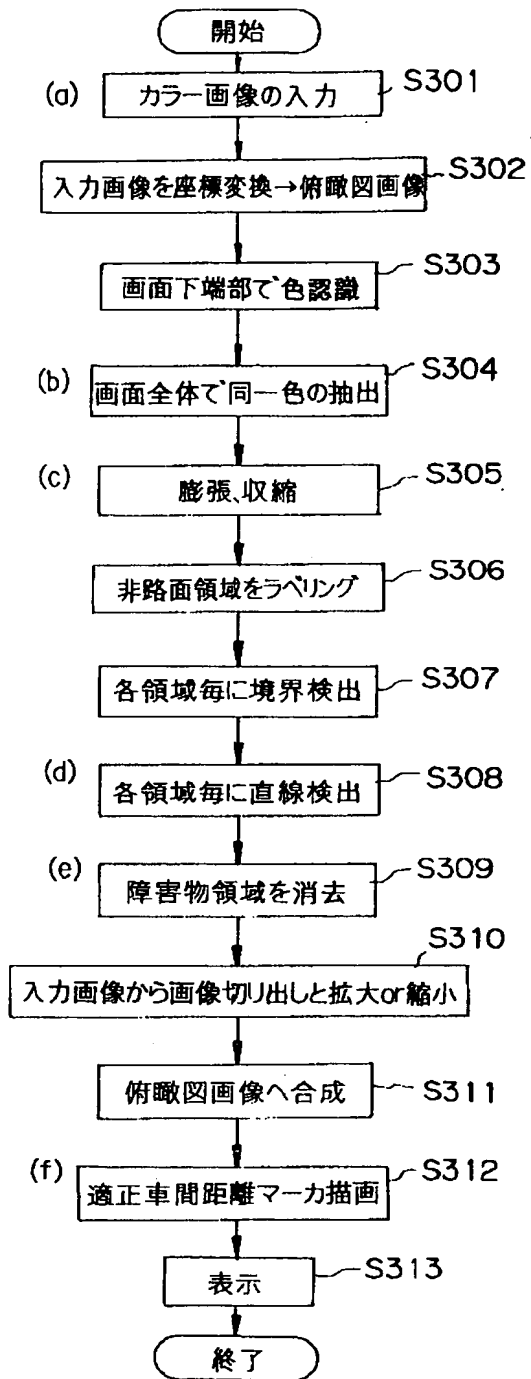 開始
(a) カラー画像の入力 S301
入力画像を座標変換→俯瞰図画像 S302
画面下端部で色認識 S303
(b) 画面全体で同一色の抽出 S304
(c) 膨張、収縮 S305
非路面領域をラベリング S306
各領域毎に境界検出 S307
(d) 各領域毎に直線検出 S308
(e) 障害物領域を消去 S309
入力画像から画像切り出しと拡大or縮小 S310
俯瞰図画像へ合成 S311
(f) 適正車間距離マーカ描画 S312
表示 S313
終了